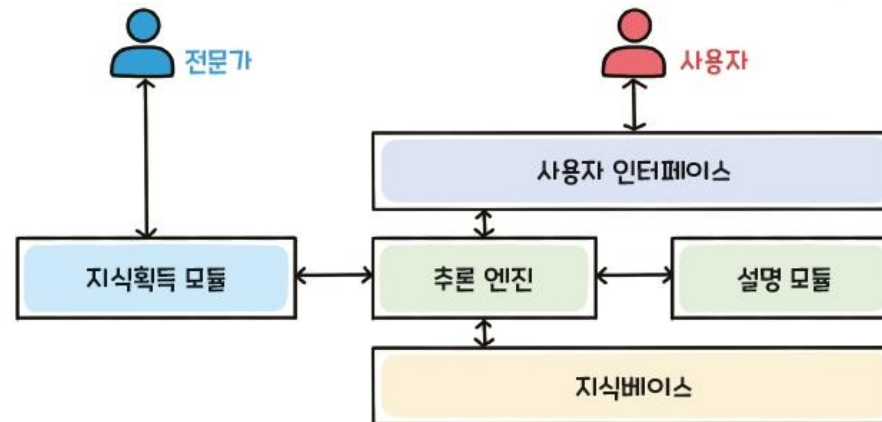 전문가
사용자
사용자 인터페이스
지식획득 모듈
추론 엔진
설명 모듈
지식베이스